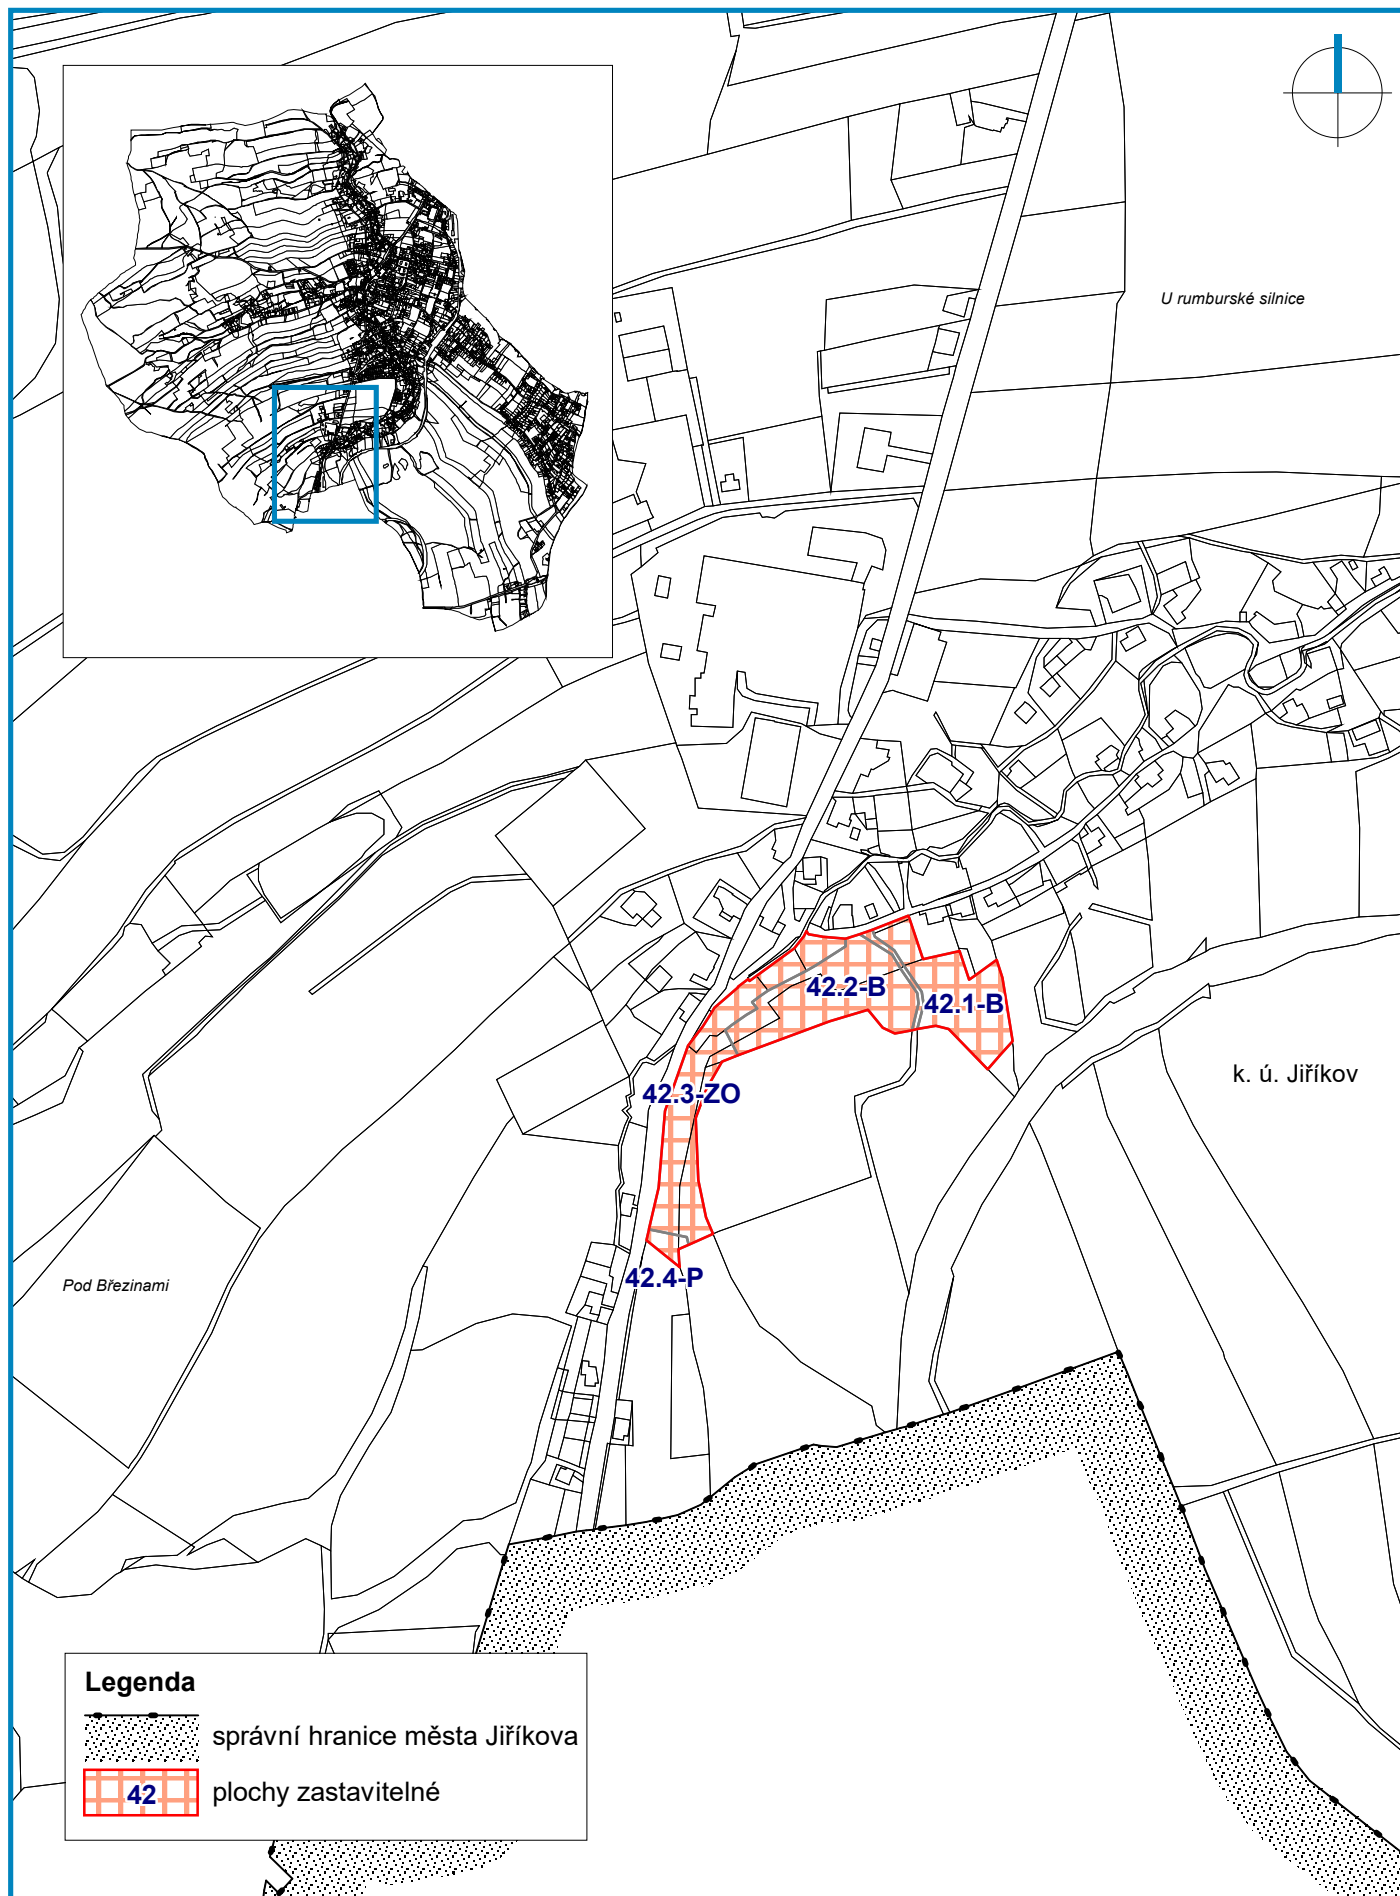 U rumburské silnice
42.2-B
42.1-B
k. ú. Jiříkov
42.3-ZO
42.4-P
Pod Březinami
Legenda
správní hranice města Jiříkova
42
plochy zastavitelné